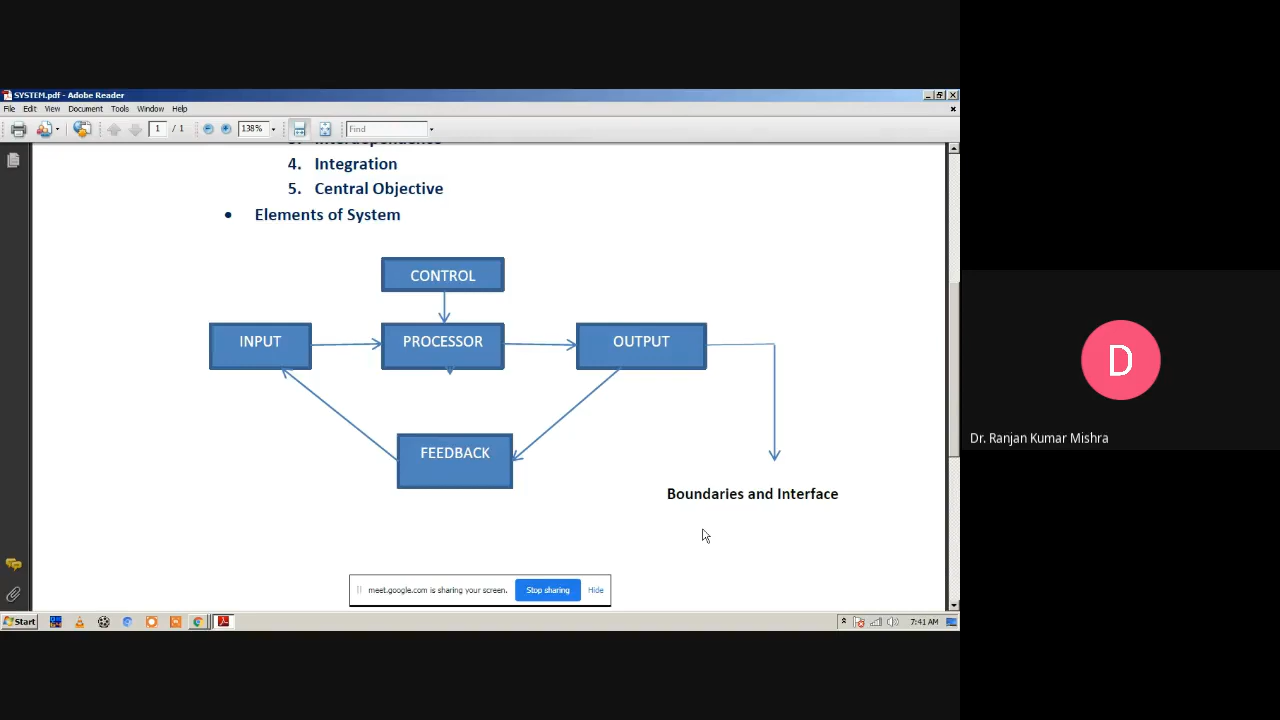 SYSTEM.pdf - Adobe Reader
File Edit View Document Tools Window Help
1 / 1 138% Find
3. Interdependence
4. Integration
5. Central Objective
• Elements of System
CONTROL
INPUT PROCESSOR OUTPUT
FEEDBACK
Boundaries and Interface
meet.google.com is sharing your screen. Stop sharing Hide
Start 7:41 AM
D
Dr. Ranjan Kumar Mishra